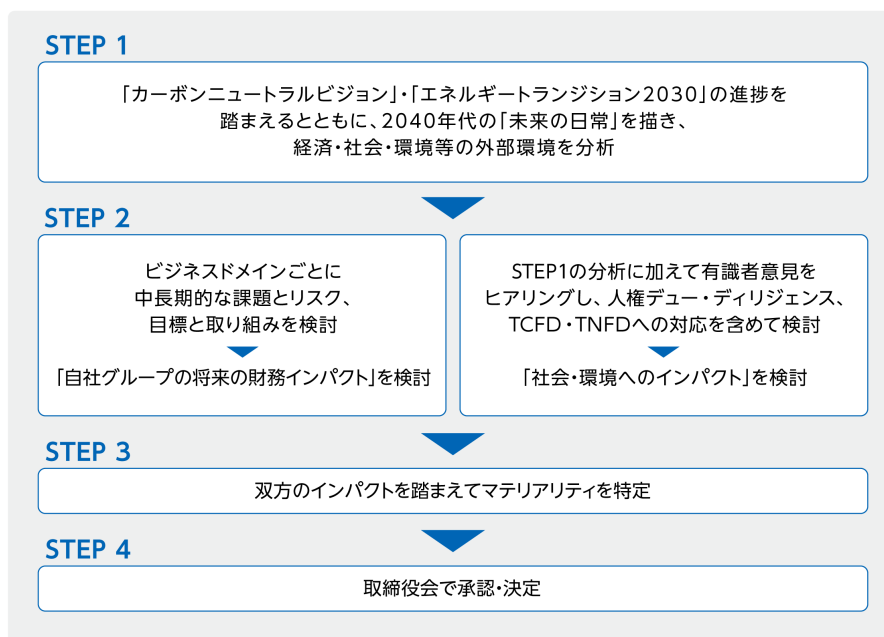 STEP 1
「カーボンニュートラルビジョン」・「エネルギートランジション2030」の進捗を
踏まえるとともに、2040年代の「未来の日常」を描き、
経済・社会・環境等の外部環境を分析
STEP 2
ビジネスドメインごとに
中長期的な課題とリスク、
目標と取り組みを検討
「自社グループの将来の財務インパクト」を検討
STEP1の分析に加えて有識者意見を
ヒアリングし、人権デュー・ディリジェンス、
TCFD・TNFDへの対応を含めて検討
「社会・環境へのインパクト」を検討
STEP 3
双方のインパクトを踏まえてマテリアリティを特定
STEP 4
取締役会で承認・決定